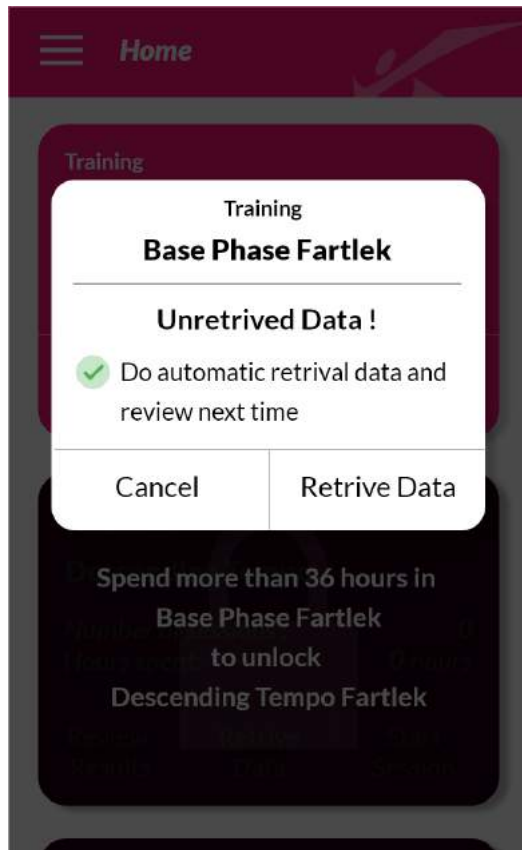 Home
Training
Training
Base Phase Fartlek
Unretrived Data !
Do automatic retrival data and
review next time
Cancel
Retrive Data
Spend more than 36 hours in
Base Phase Fartlek
to unlock
Descending Tempo Fartlek